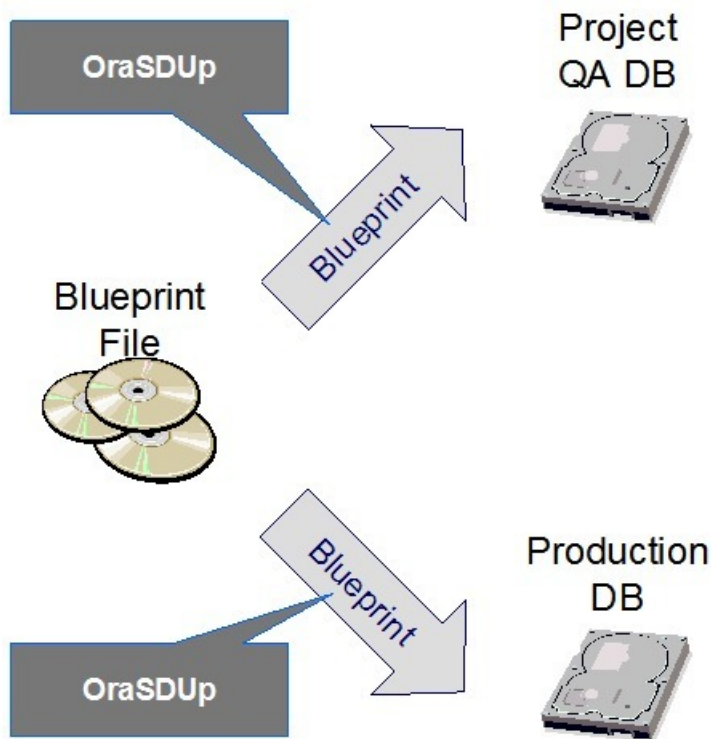 OraSDUp
Project
QA DB
Blueprint
Blueprint
File
Blueprint
Production
DB
OraSDUp